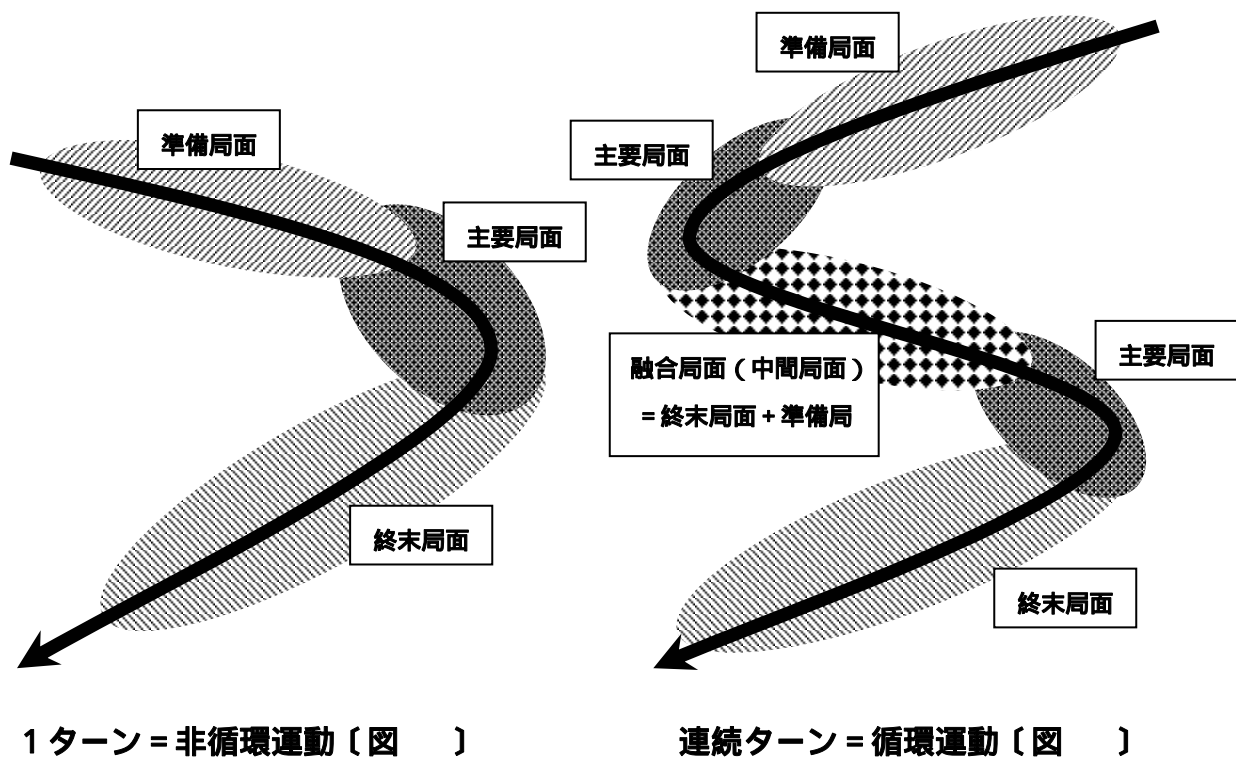 準備局面
主要局面
終末局面
1ターン=非循環運動〔図　　〕
準備局面
主要局面
融合局面(中間局面)
=終末局面+準備局
主要局面
終末局面
連続ターン=循環運動〔図　　〕